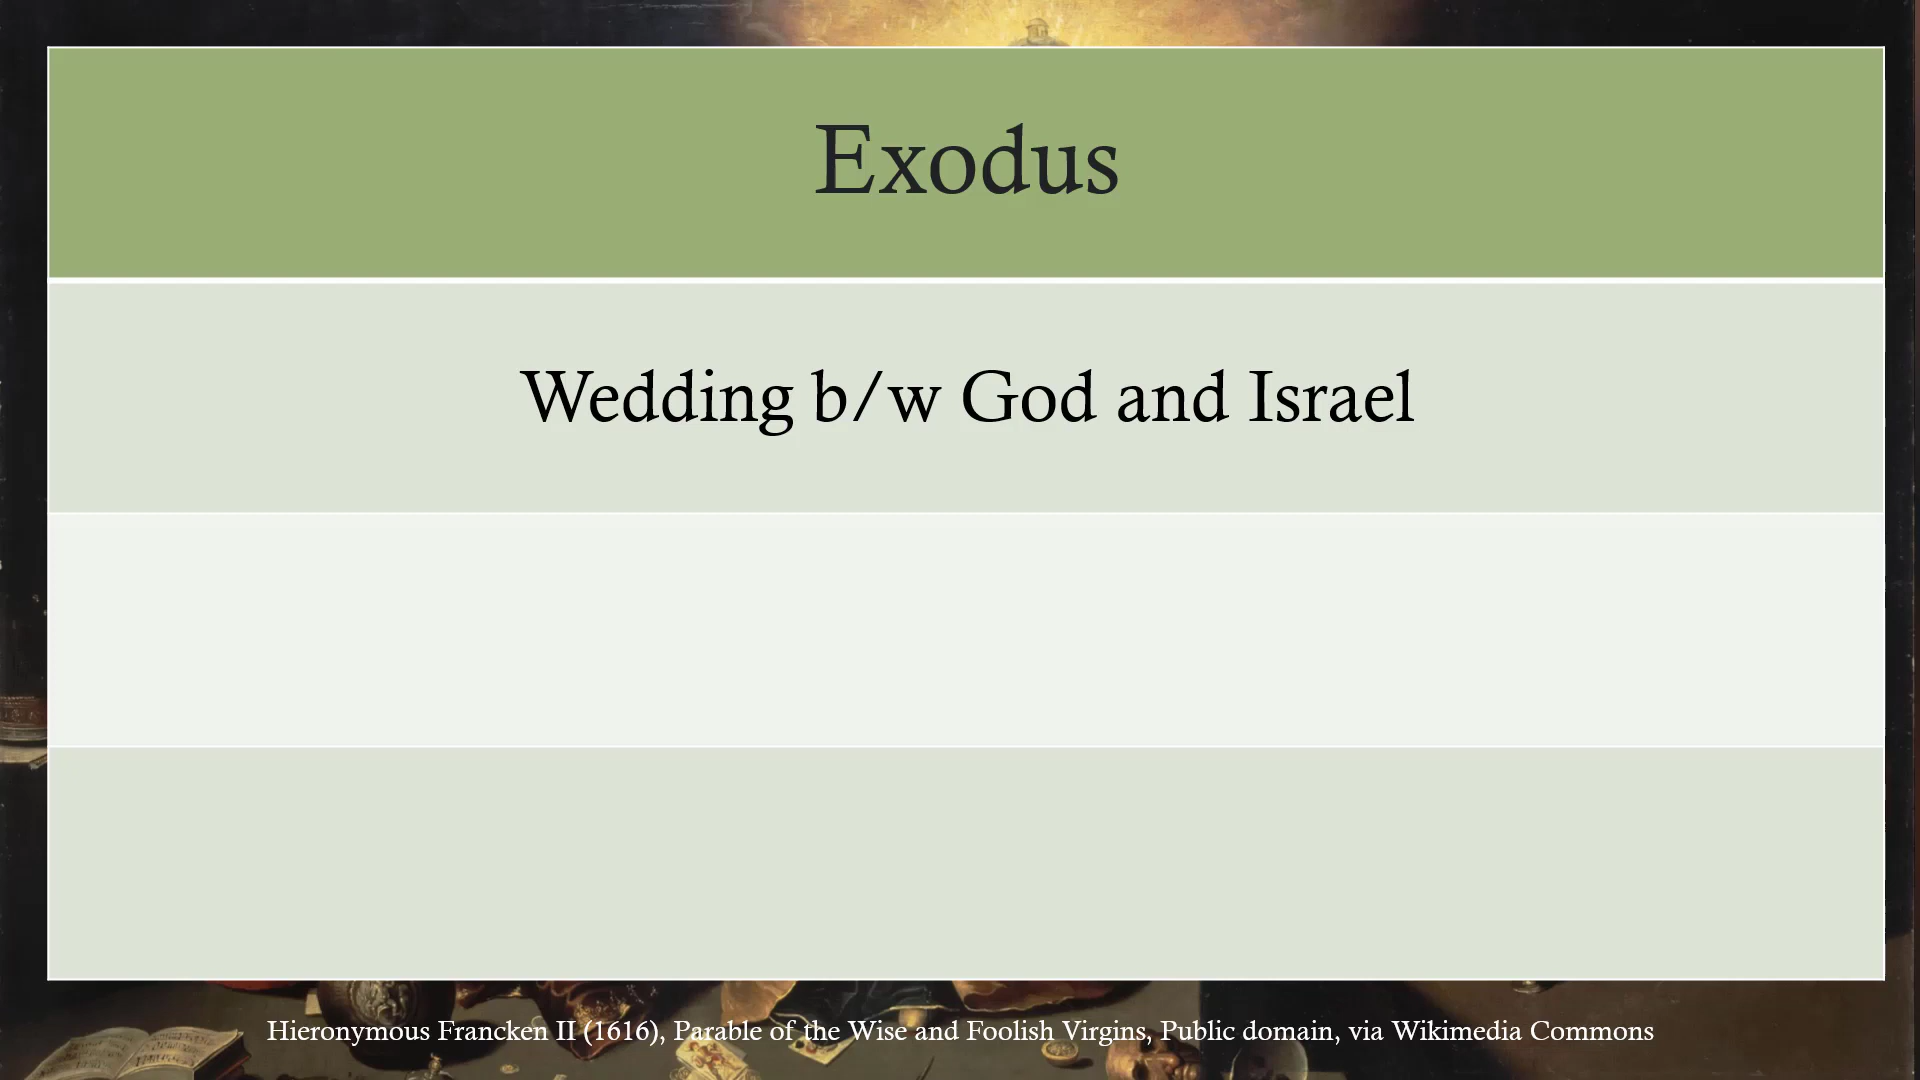 Exodus
Wedding b/w God and Israel
Hieronymous Francken II (1616), Parable of the Wise and Foolish Virgins, Public domain, via Wikimedia Commons